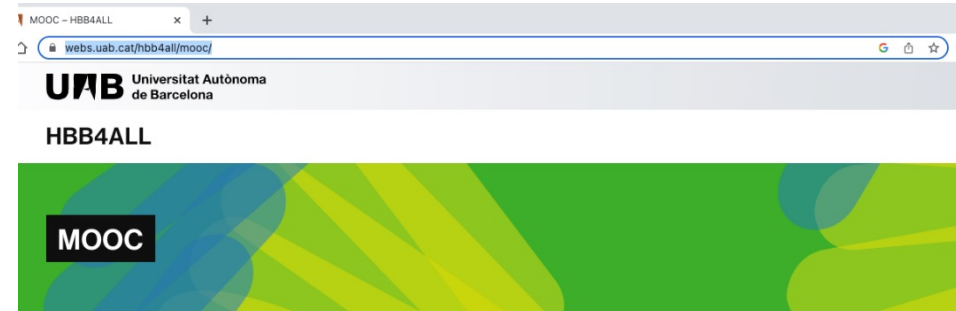 MOOC – HBB4ALL × +
webs.uab.cat/hbb4all/mooc/
UAB Universitat Autònoma
de Barcelona
HBB4ALL
MOOC